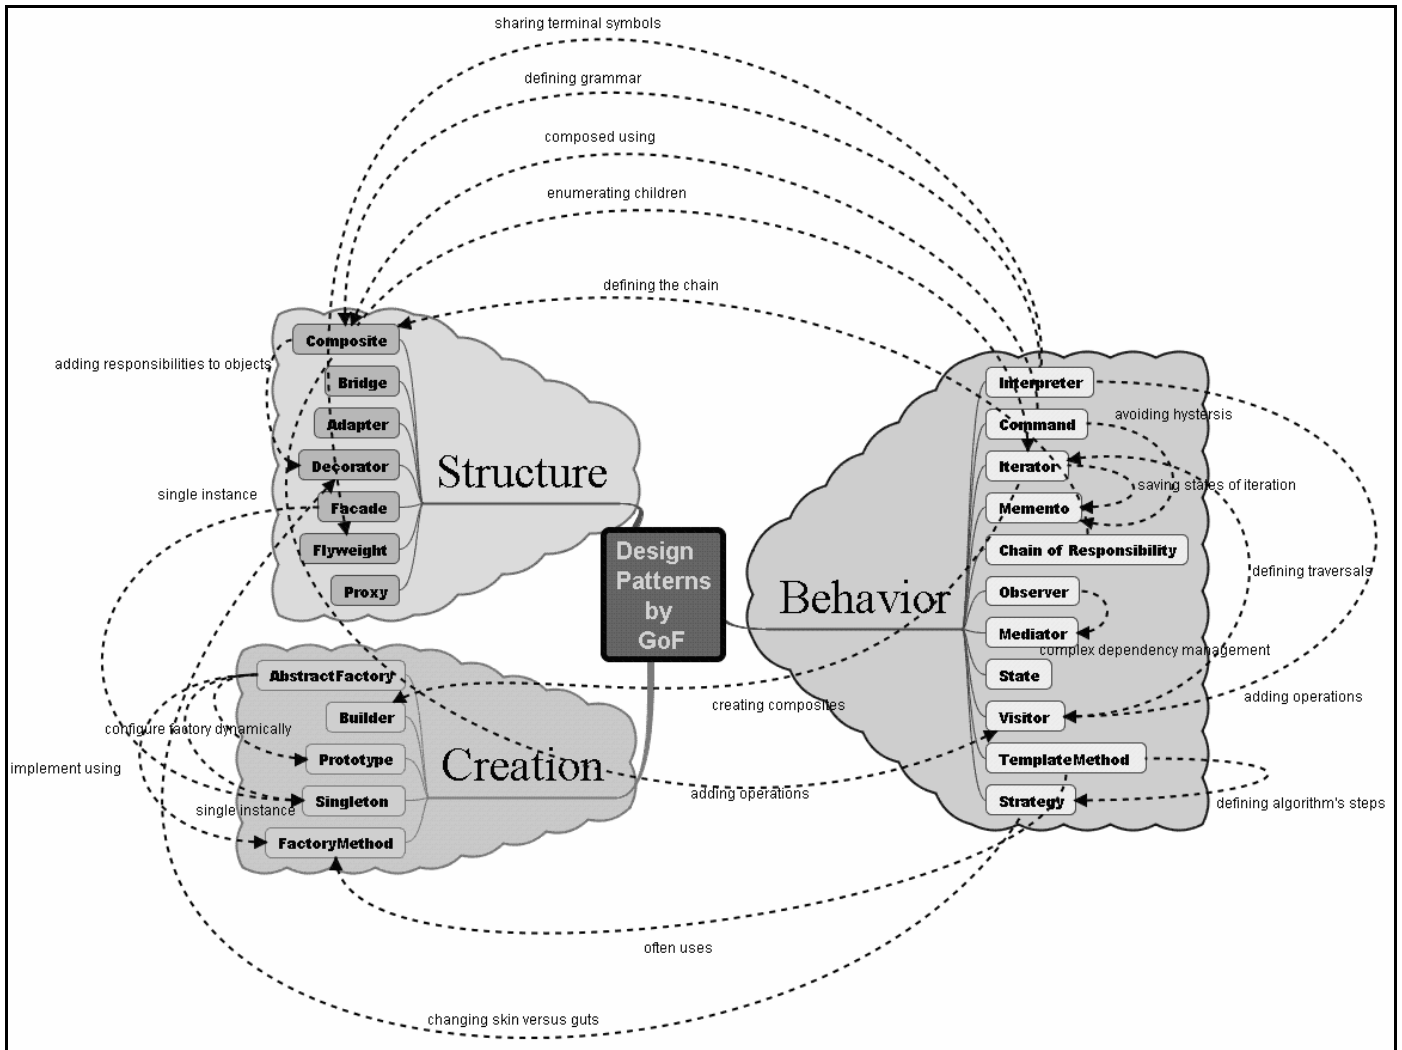 sharing terminal symbols
defining grammar
composed using
enumerating children
defining the chain
Composite
adding responsibilities to objects
Bridge
Adapter
Decorator
Structure
single instance
Facade
Flyweight
Proxy
Design
Patterns
by
GoF
Interpreter
avoiding hystersis
Command
Iterator
saving states of iteration
Memento
Chain of Responsibility
defining traversals
Behavior
Observer
Mediator
complex dependency management
State
adding operations
Visitor
TemplateMethod
Strategy
defining algorithm's steps
AbstractFactory
Builder
creating composites
configure factory dynamically
Prototype
Creation
implement using
adding operations
Singleton
single instance
FactoryMethod
often uses
changing skin versus guts